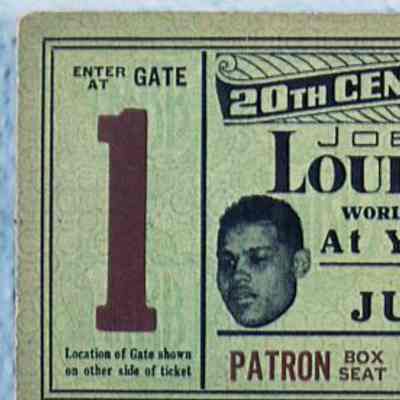 ENTER AT GATE
1
Location of Gate shown
on other side of ticket
20TH CEN
JOE
LOUI
WORL
At Y
JU
PATRON BOX SEAT